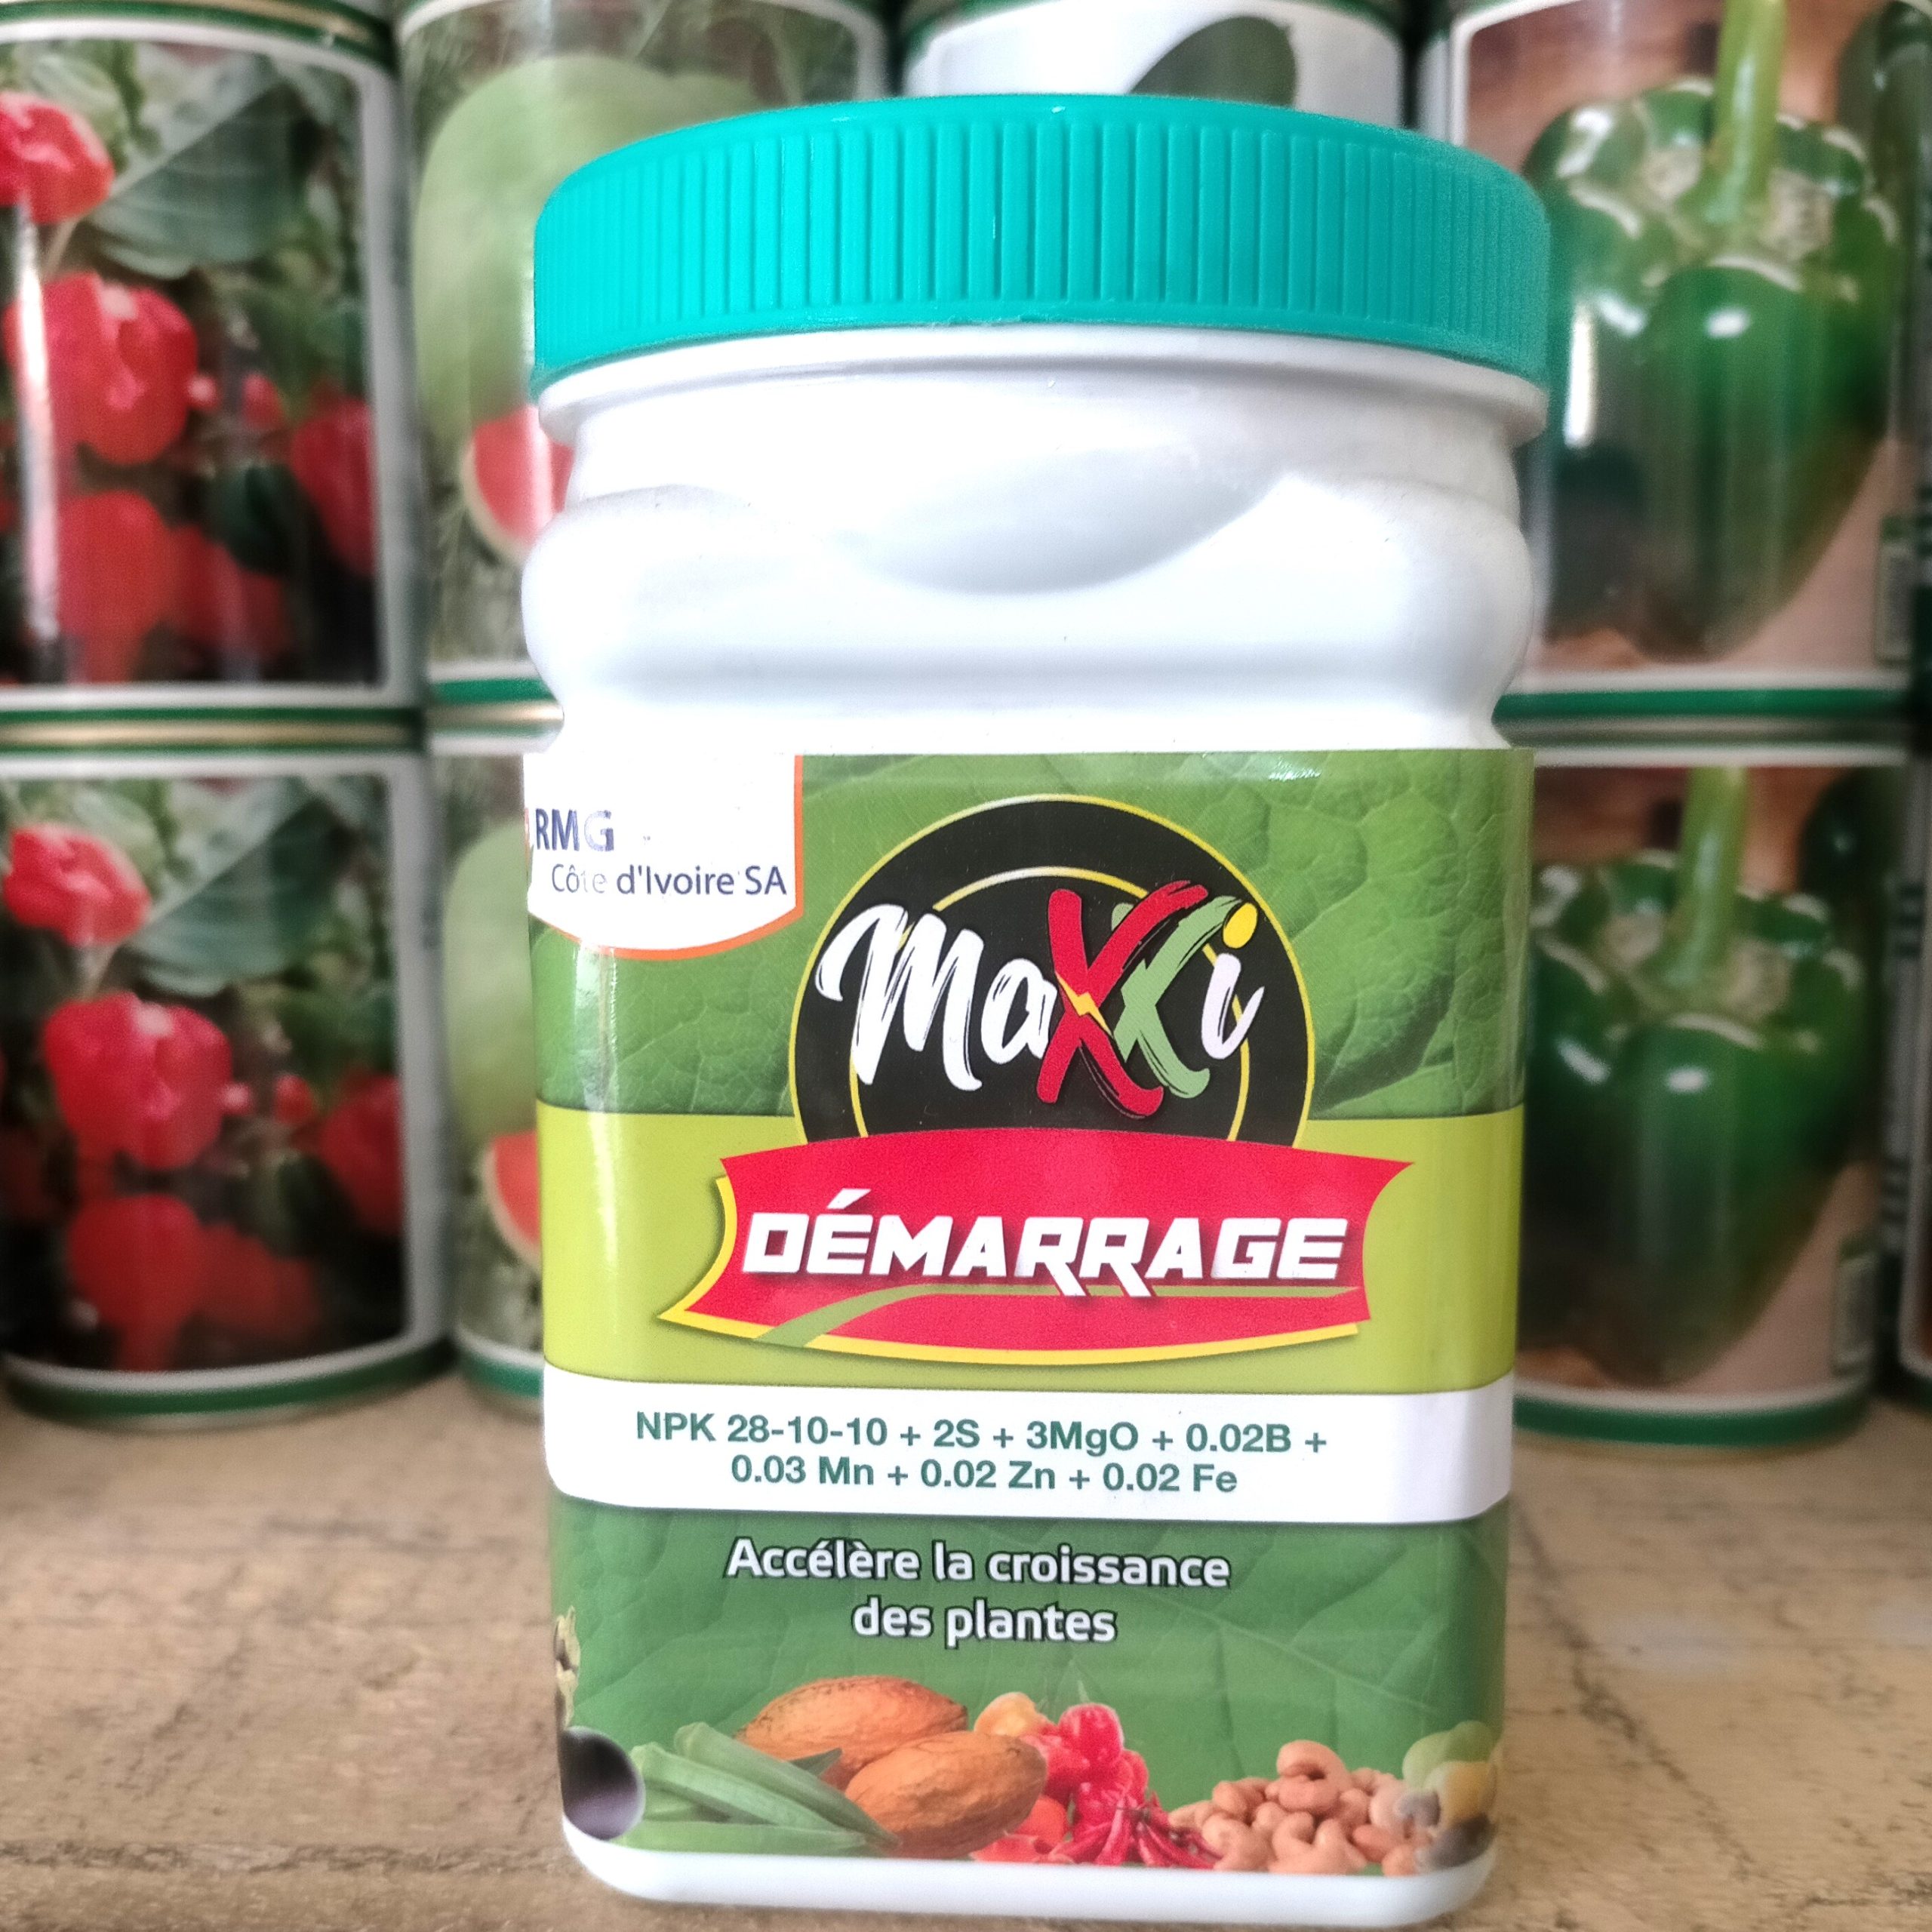 RMG
Côte d'Ivoire SA
Maxxi
DÉMARRAGE
NPK 28-10-10 + 2S + 3MgO + 0.02B +
0.03 Mn + 0.02 Zn + 0.02 Fe
Accélère la croissance
des plantes